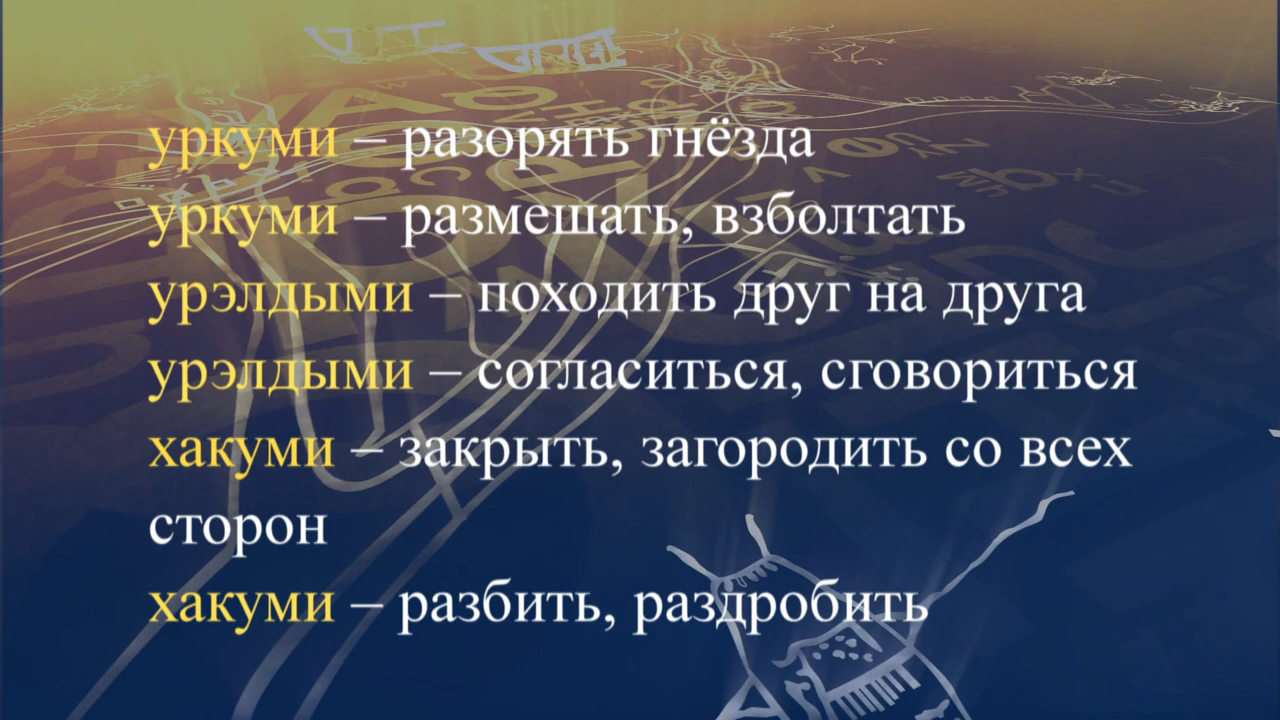 уркуми – разорять гнёзда
уркуми – размешать, взболтать
урэлдыми – походить друг на друга
урэлдыми – согласиться, сговориться
хакуми – закрыть, загородить со всех
сторон
хакуми – разбить, раздробить